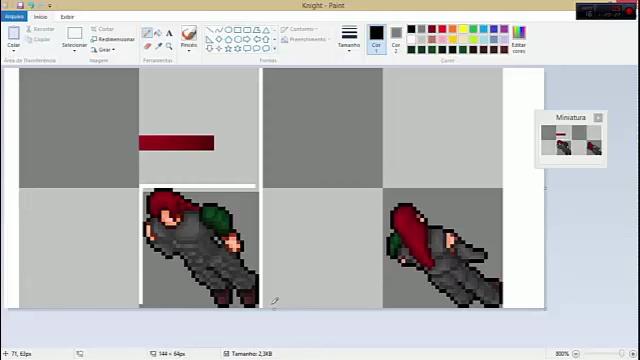 Knight - Paint
Arquivo Início Exibir
Colar
Recortar
Copiar
Área de Transferência
Selecionar
Cortar
Redimensionar
Girar
Imagem
Ferramentas
Pincéis
Contorno
Preenchimento
Formas
Tamanho
Cor 1
Cor 2
Editar cores
Cores
Miniatura
71, 63px
144 × 64px
Tamanho: 2,3KB
800%